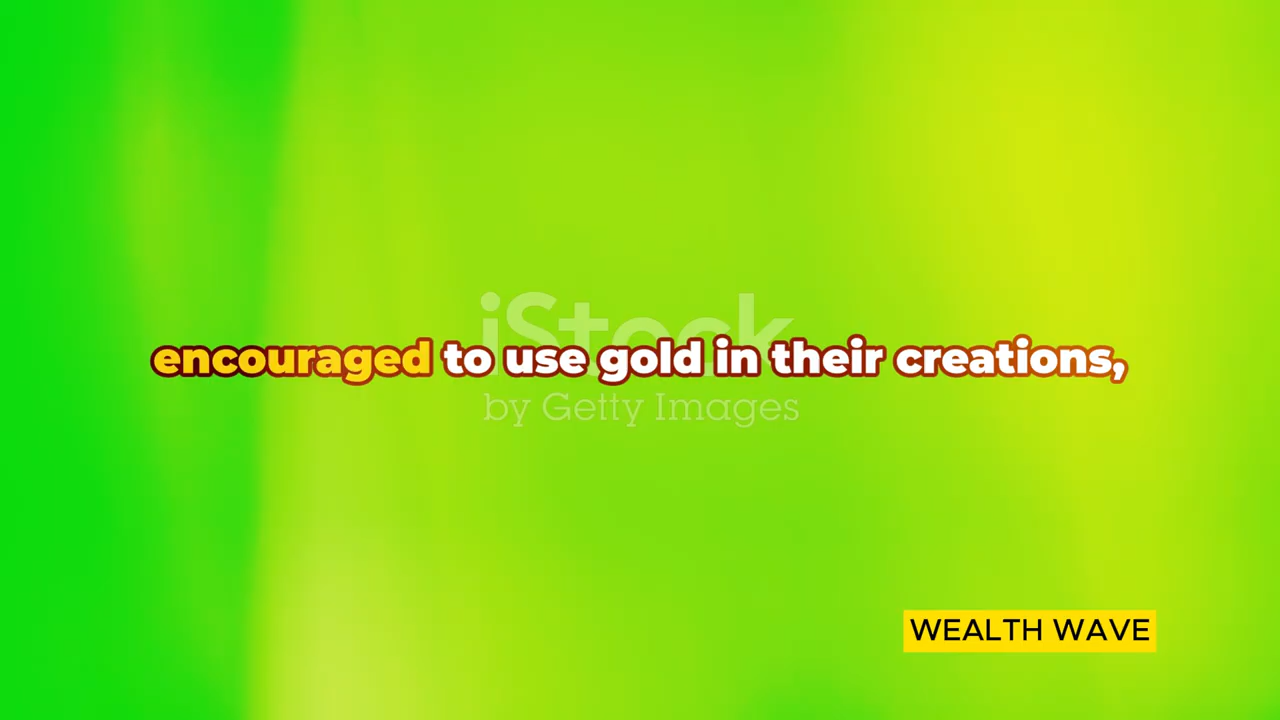 iStock
encouraged to use gold in their creations,
by Getty Images
WEALTH WAVE